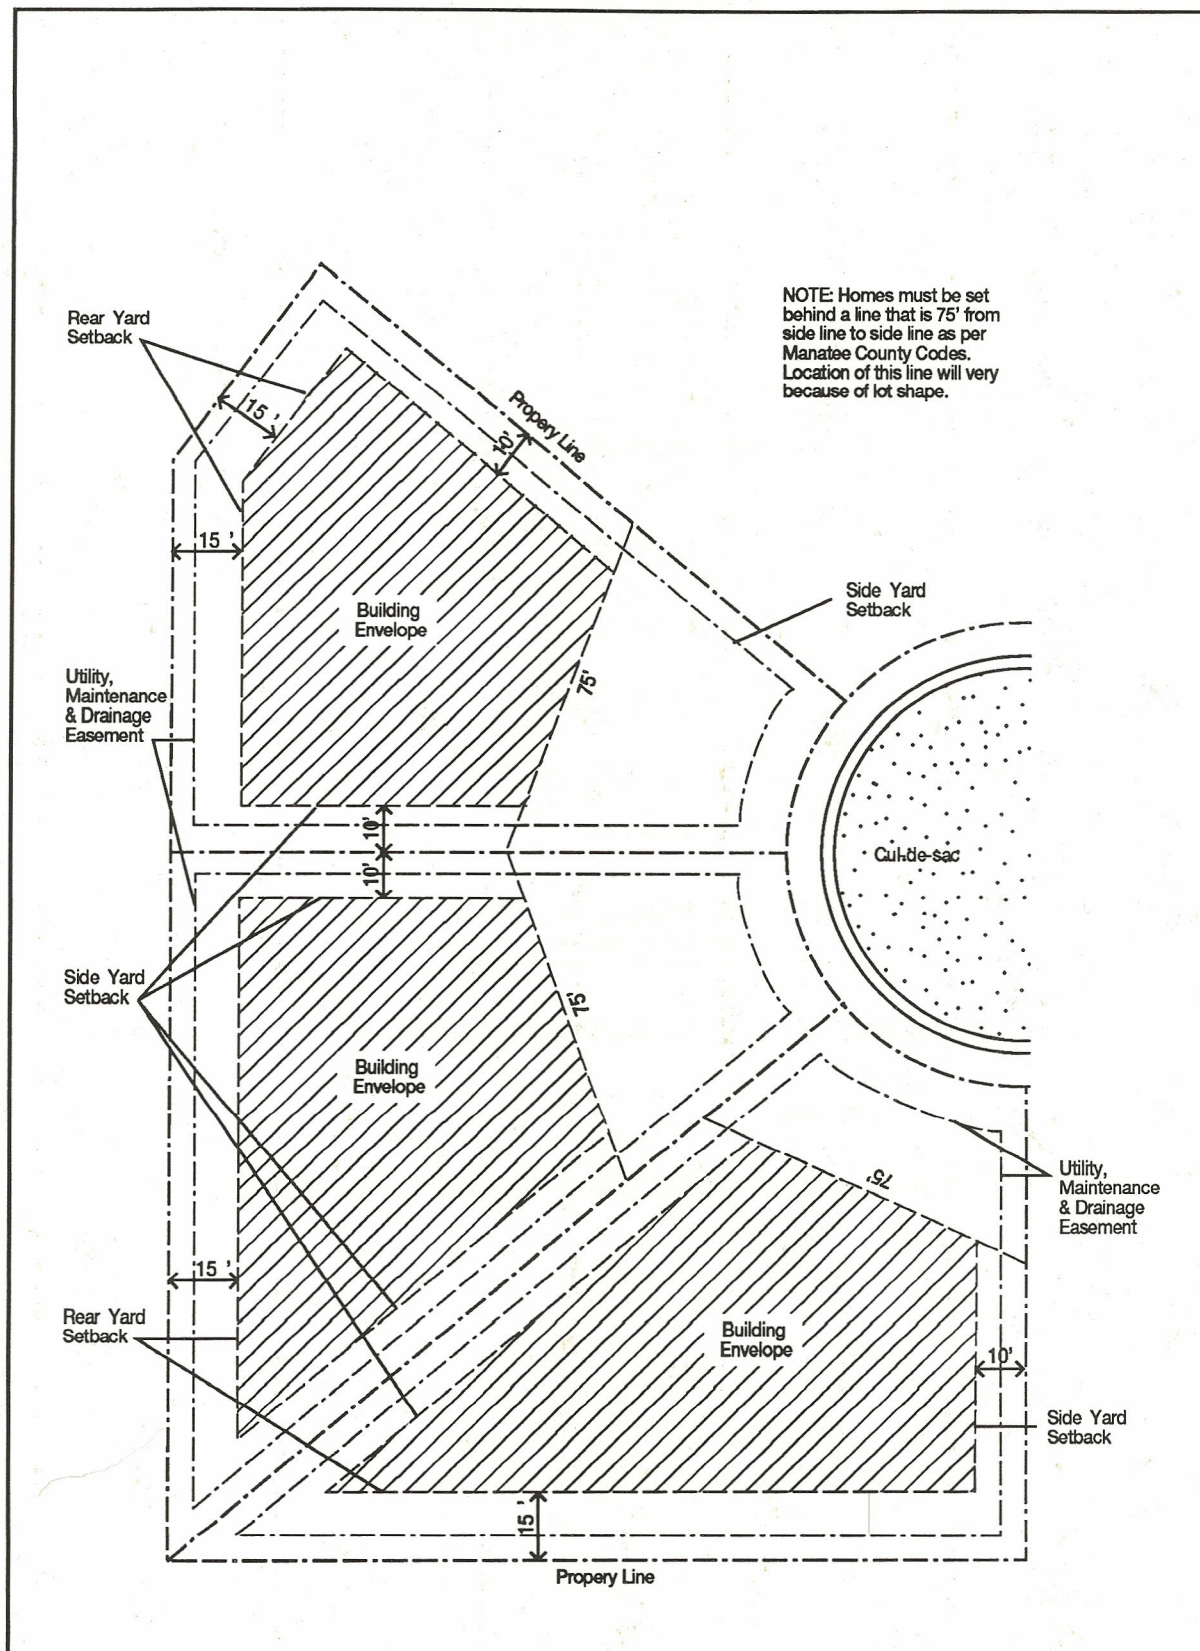 NOTE: Homes must be set
behind a line that is 75' from
side line to side line as per
Manatee County Codes.
Location of this line will very
because of lot shape.
Rear Yard
Setback
15 '
Propery Line
10'
15 '
Building
Envelope
Side Yard
Setback
75'
Utility,
Maintenance
& Drainage
Easement
10'
10'
Cul-de-sac
Side Yard
Setback
75'
Building
Envelope
75'
Utility,
Maintenance
& Drainage
Easement
15 '
Rear Yard
Setback
Building
Envelope
10'
Side Yard
Setback
15 '
Propery Line